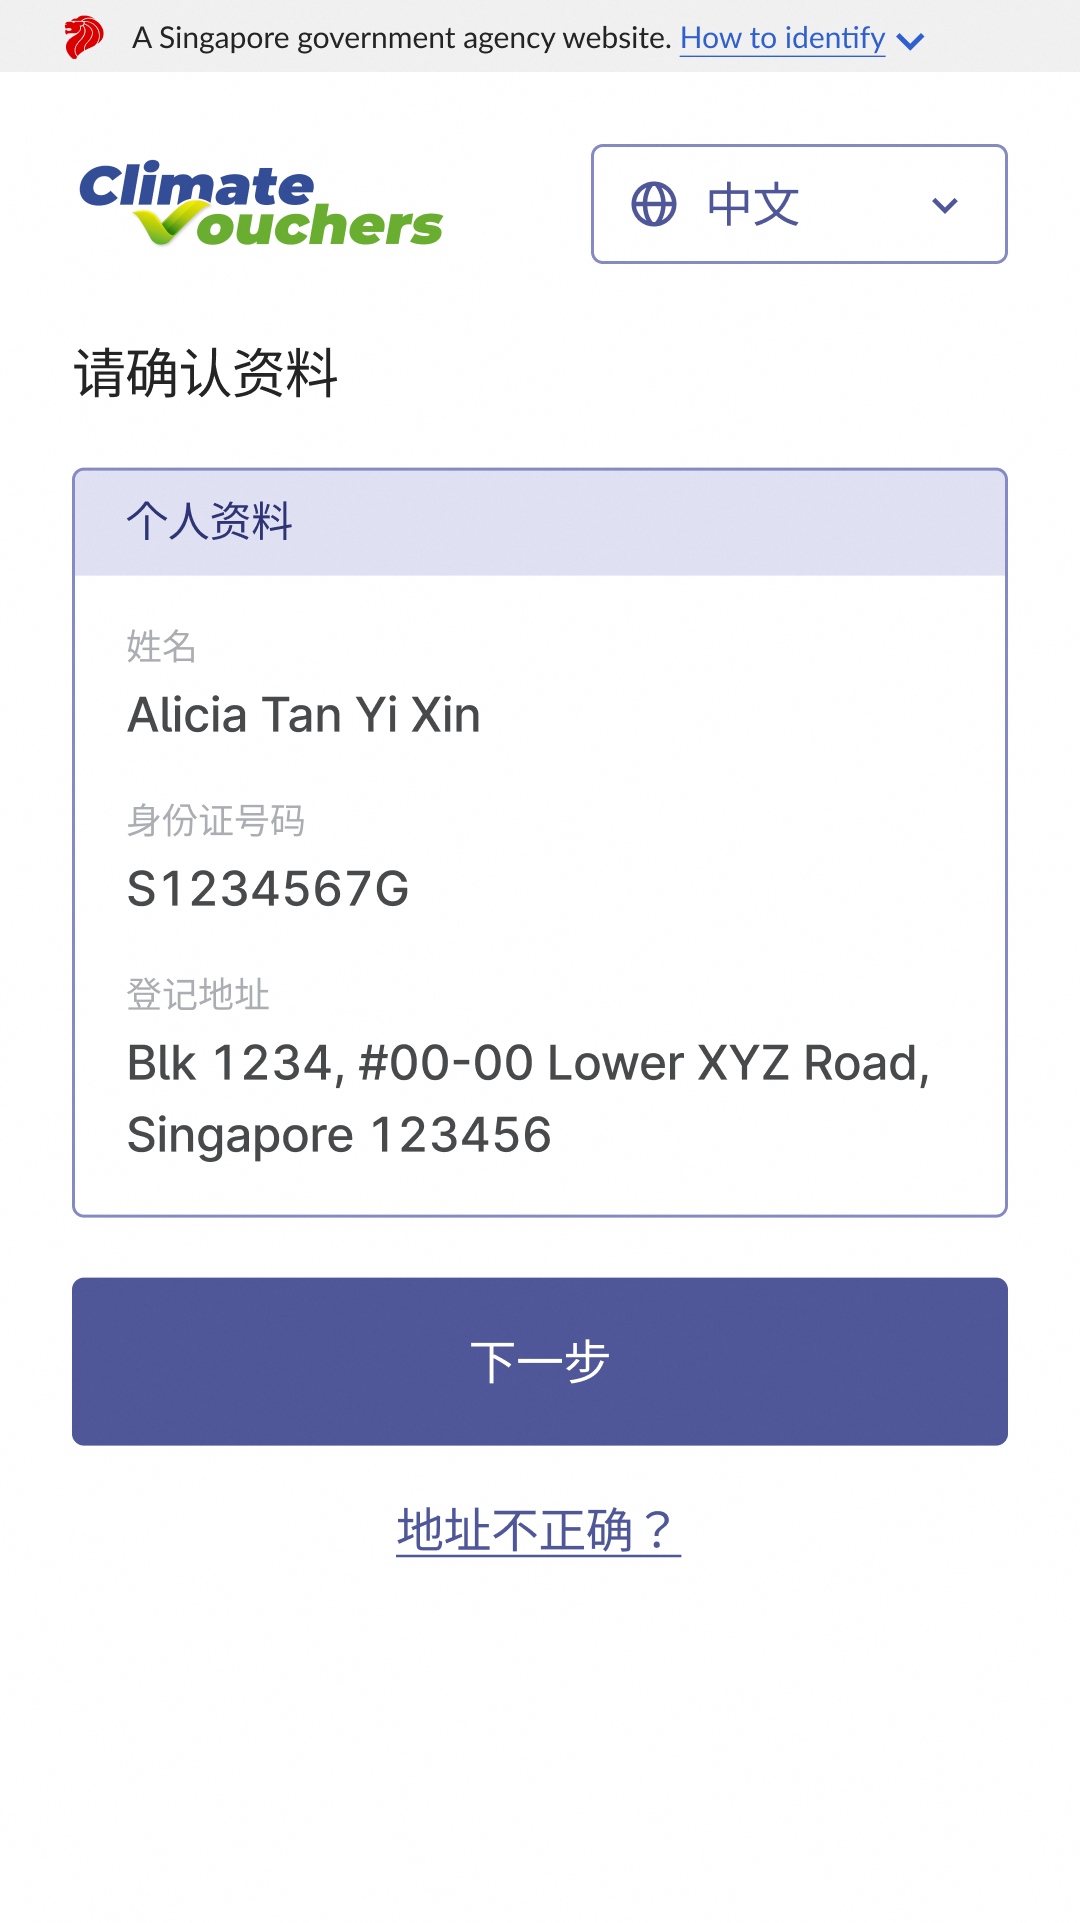 A Singapore government agency website. How to identify
Climate
Vouchers
中文
请确认资料
个人资料
姓名
Alicia Tan Yi Xin
身份证号码
S1234567G
登记地址
Blk 1234, #00-00 Lower XYZ Road,
Singapore 123456
下一步
地址不正确？